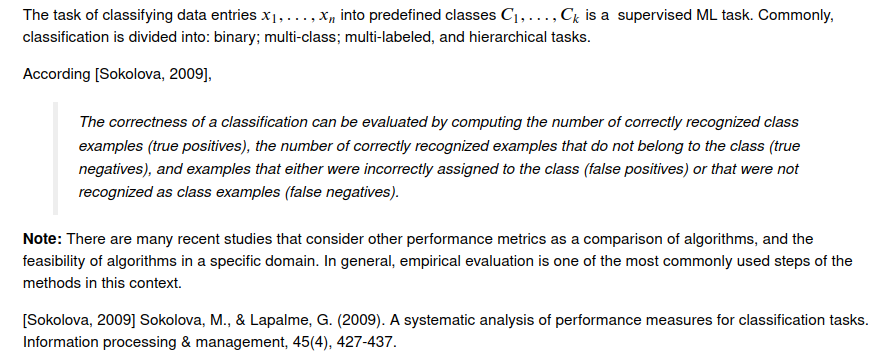 The task of classifying data entries x1, . . . , xn into predefined classes C1, . . . , Ck is a supervised ML task. Commonly,
classification is divided into: binary; multi-class; multi-labeled, and hierarchical tasks.
According [Sokolova, 2009],
The correctness of a classification can be evaluated by computing the number of correctly recognized class
examples (true positives), the number of correctly recognized examples that do not belong to the class (true
negatives), and examples that either were incorrectly assigned to the class (false positives) or that were not
recognized as class examples (false negatives).
Note: There are many recent studies that consider other performance metrics as a comparison of algorithms, and the
feasibility of algorithms in a specific domain. In general, empirical evaluation is one of the most commonly used steps of the
methods in this context.
[Sokolova, 2009] Sokolova, M., & Lapalme, G. (2009). A systematic analysis of performance measures for classification tasks.
Information processing & management, 45(4), 427-437.